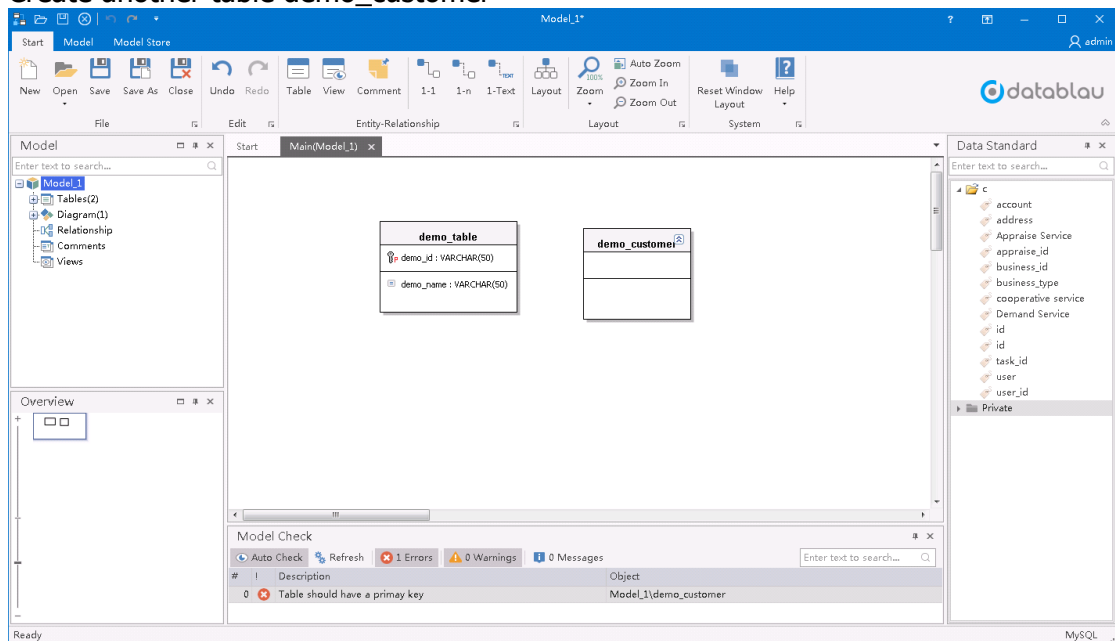 Create another table demo_customer
Model_1*
Start Model Model Store admin
New Open Save Save As Close Undo Redo Table View Comment 1-1 1-n 1-Text Layout Zoom Auto Zoom Zoom In Zoom Out Reset Window Layout Help
100%
TEXT
File Edit Entity-Relationship Layout System
datablau
Model
Enter text to search...
Model_1
Tables(2)
Diagram(1)
Relationship
Comments
Views
Overview
Start Main(Model_1)
demo_table
demo_id : VARCHAR(50)
demo_name : VARCHAR(50)
demo_customer
Model Check
Auto Check Refresh 1 Errors 0 Warnings 0 Messages Enter text to search...
# ! Description Object
0 Table should have a primay key Model_1\demo_customer
Data Standard
Enter text to search...
c
account
address
Appraise Service
appraise_id
business_id
business_type
cooperative service
Demand Service
id
id
task_id
user
user_id
Private
Ready MySQL